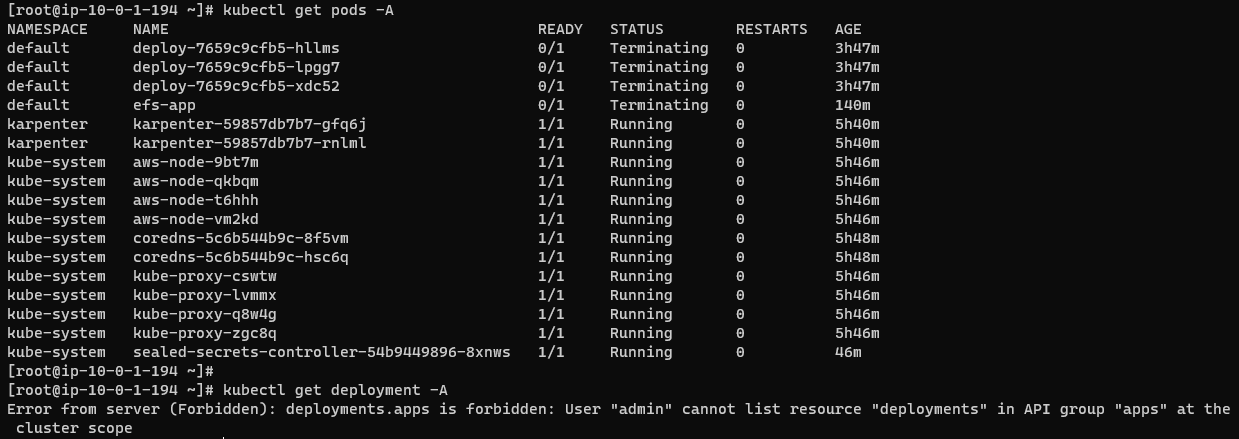 [root@ip-10-0-1-194 ~]# kubectl get pods -A
NAMESPACE     NAME                                         READY   STATUS        RESTARTS   AGE
default       deploy-7659c9cfb5-hllms                      0/1     Terminating   0          3h47m
default       deploy-7659c9cfb5-lpgg7                      0/1     Terminating   0          3h47m
default       deploy-7659c9cfb5-xdc52                      0/1     Terminating   0          3h47m
default       efs-app                                      0/1     Terminating   0          140m
karpenter     karpenter-59857db7b7-gfq6j                   1/1     Running       0          5h40m
karpenter     karpenter-59857db7b7-rnlml                   1/1     Running       0          5h40m
kube-system   aws-node-9bt7m                               1/1     Running       0          5h46m
kube-system   aws-node-qkbqm                               1/1     Running       0          5h46m
kube-system   aws-node-t6hhh                               1/1     Running       0          5h46m
kube-system   aws-node-vm2kd                               1/1     Running       0          5h46m
kube-system   coredns-5c6b544b9c-8f5vm                     1/1     Running       0          5h48m
kube-system   coredns-5c6b544b9c-hsc6q                     1/1     Running       0          5h48m
kube-system   kube-proxy-cswtw                             1/1     Running       0          5h46m
kube-system   kube-proxy-lvmmx                             1/1     Running       0          5h46m
kube-system   kube-proxy-q8w4g                             1/1     Running       0          5h46m
kube-system   kube-proxy-zgc8q                             1/1     Running       0          5h46m
kube-system   sealed-secrets-controller-54b9449896-8xnws   1/1     Running       0          46m
[root@ip-10-0-1-194 ~]#
[root@ip-10-0-1-194 ~]# kubectl get deployment -A
Error from server (Forbidden): deployments.apps is forbidden: User "admin" cannot list resource "deployments" in API group "apps" at the
 cluster scope